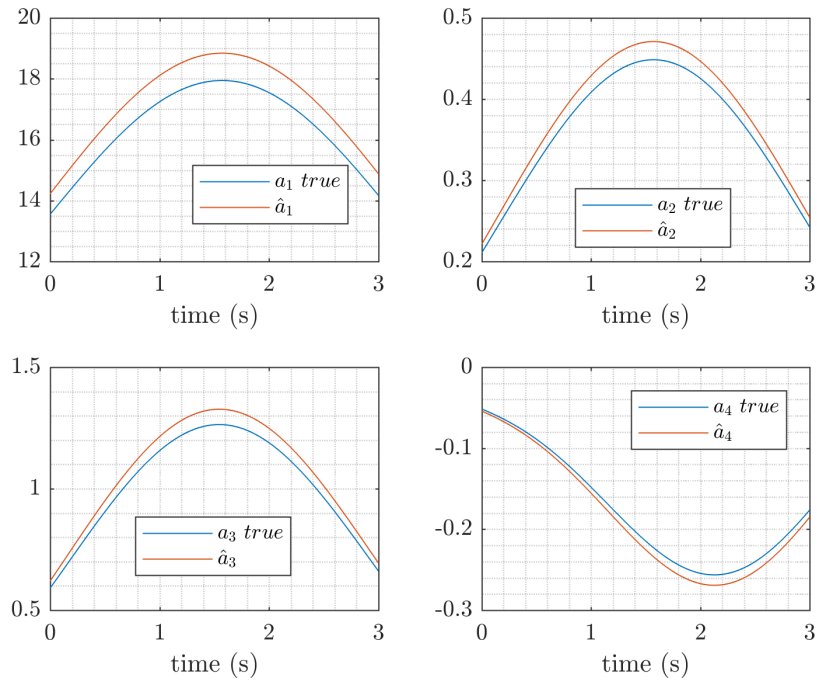 20
18
16
14
12
a₁ true
â₁
0 1 2 3
time (s)
0.5
0.4
0.3
0.2
a₂ true
â₂
0 1 2 3
time (s)
1.5
1
0.5
a₃ true
â₃
0 1 2 3
time (s)
0
-0.1
-0.2
-0.3
a₄ true
â₄
0 1 2 3
time (s)